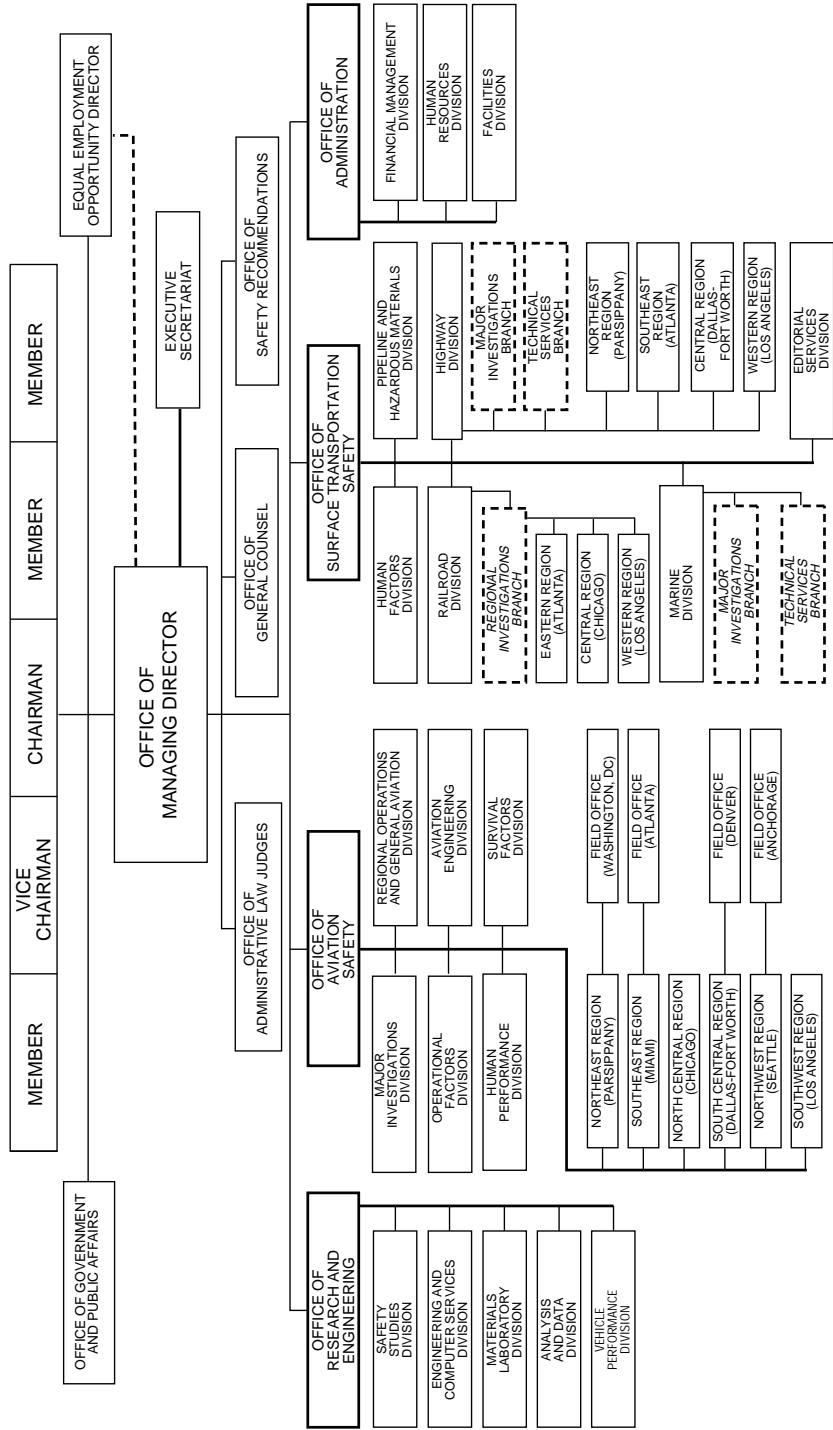 MEMBER
VICE
CHAIRMAN
CHAIRMAN
MEMBER
MEMBER
OFFICE OF GOVERNMENT
AND PUBLIC AFFAIRS
EQUAL EMPLOYMENT
OPPORTUNITY DIRECTOR
OFFICE OF
MANAGING DIRECTOR
EXECUTIVE
SECRETARIAT
OFFICE OF
ADMINISTRATIVE LAW JUDGES
OFFICE OF
GENERAL COUNSEL
OFFICE OF
SAFETY RECOMMENDATIONS
OFFICE OF
RESEARCH AND
ENGINEERING
SAFETY
STUDIES
DIVISION
ENGINEERING AND
COMPUTER SERVICES
DIVISION
MATERIALS
LABORATORY
DIVISION
ANALYSIS
AND DATA
DIVISION
VEHICLE
PERFORMANCE
DIVISION
OFFICE OF
AVIATION
SAFETY
MAJOR
INVESTIGATIONS
DIVISION
REGIONAL OPERATIONS
AND GENERAL AVIATION
DIVISION
OPERATIONAL
FACTORS
DIVISION
AVIATION
ENGINEERING
DIVISION
HUMAN
PERFORMANCE
DIVISION
SURVIVAL
FACTORS
DIVISION
NORTHEAST REGION
(PARSIPPANY)
FIELD OFFICE
(WASHINGTON, DC)
SOUTHEAST REGION
(MIAMI)
FIELD OFFICE
(ATLANTA)
NORTH CENTRAL REGION
(CHICAGO)
SOUTH CENTRAL REGION
(DALLAS-FORT WORTH)
FIELD OFFICE
(DENVER)
NORTHWEST REGION
(SEATTLE)
FIELD OFFICE
(ANCHORAGE)
SOUTHWEST REGION
(LOS ANGELES)
OFFICE OF
SURFACE TRANSPORTATION
SAFETY
HUMAN
FACTORS
DIVISION
PIPELINE AND
HAZARDOUS MATERIALS
DIVISION
RAILROAD
DIVISION
REGIONAL
INVESTIGATIONS
BRANCH
EASTERN REGION
(ATLANTA)
CENTRAL REGION
(CHICAGO)
WESTERN REGION
(LOS ANGELES)
HIGHWAY
DIVISION
MAJOR
INVESTIGATIONS
BRANCH
TECHNICAL
SERVICES
BRANCH
NORTHEAST
REGION
(PARSIPPANY)
SOUTHEAST
REGION
(ATLANTA)
CENTRAL REGION
(DALLAS-
FORT WORTH)
WESTERN REGION
(LOS ANGELES)
MARINE
DIVISION
MAJOR
INVESTIGATIONS
BRANCH
TECHNICAL
SERVICES
BRANCH
EDITORIAL
SERVICES
DIVISION
OFFICE OF
ADMINISTRATION
FINANCIAL MANAGEMENT
DIVISION
HUMAN
RESOURCES
DIVISION
FACILITIES
DIVISION